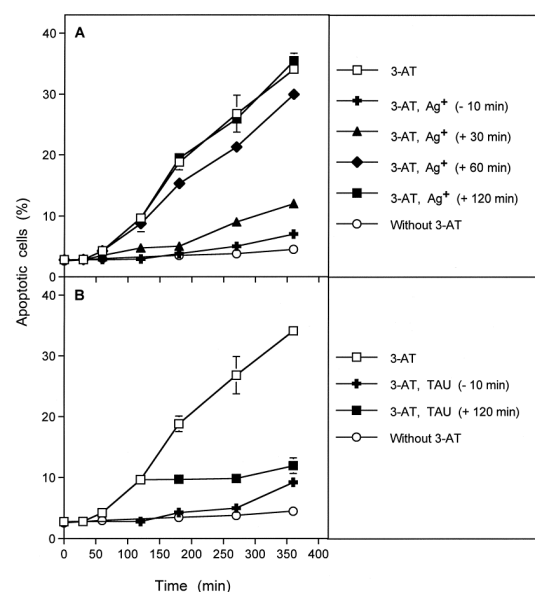 A
40
30
20
10
0
3-AT
3-AT, Ag+ (- 10 min)
3-AT, Ag+ (+ 30 min)
3-AT, Ag+ (+ 60 min)
3-AT, Ag+ (+ 120 min)
Without 3-AT
Apoptotic cells (%)
B
40
30
20
10
0
3-AT
3-AT, TAU (- 10 min)
3-AT, TAU (+ 120 min)
Without 3-AT
0 50 100 150 200 250 300 350 400
Time (min)